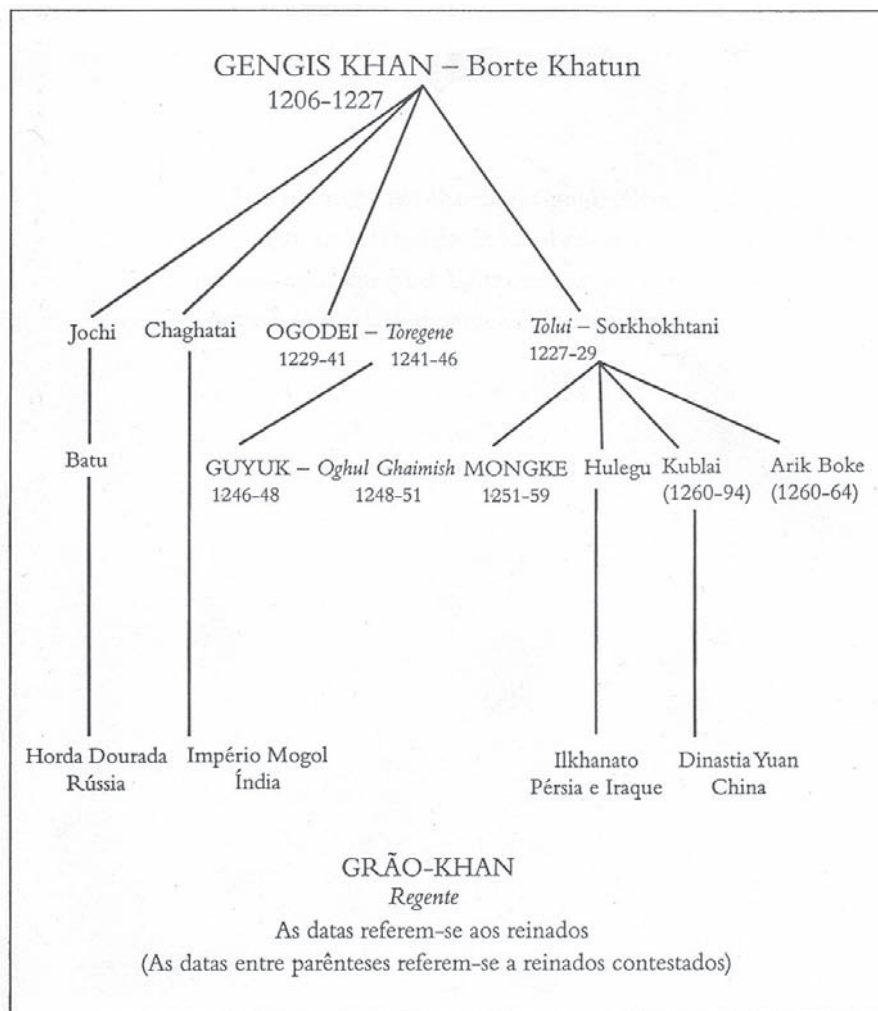 GENGIS KHAN – Borte Khatun
1206-1227
Jochi
Chaghatai
OGODEI – Toregene
1229-41 1241-46
Tolui – Sorkhokhtani
1227-29
Batu
GUYUK – Oghul Ghaimish
1246-48 1248-51
MONGKE
1251-59
Hulegu
Kublai
(1260-94)
Arik Boke
(1260-64)
Horda Dourada
Rússia
Império Mogol
Índia
Ilkhanato
Pérsia e Iraque
Dinastia Yuan
China
GRÃO-KHAN
Regente
As datas referem-se aos reinados
(As datas entre parênteses referem-se a reinados contestados)